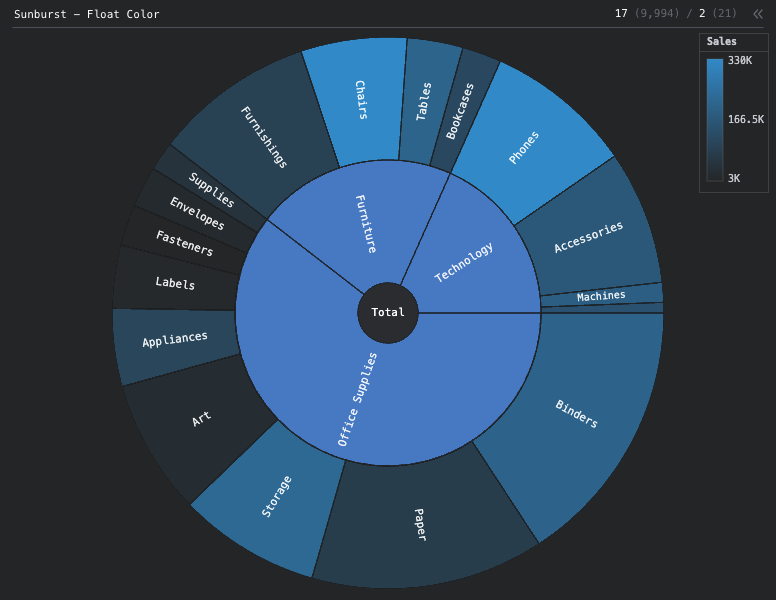 Sunburst – Float Color
17 (9,994) / 2 (21)
Sales
330K
166.5K
3K
Chairs
Tables
Bookcases
Phones
Furnishings
Supplies
Envelopes
Fasteners
Labels
Appliances
Art
Storage
Paper
Binders
Machines
Accessories
Furniture
Technology
Office Supplies
Total